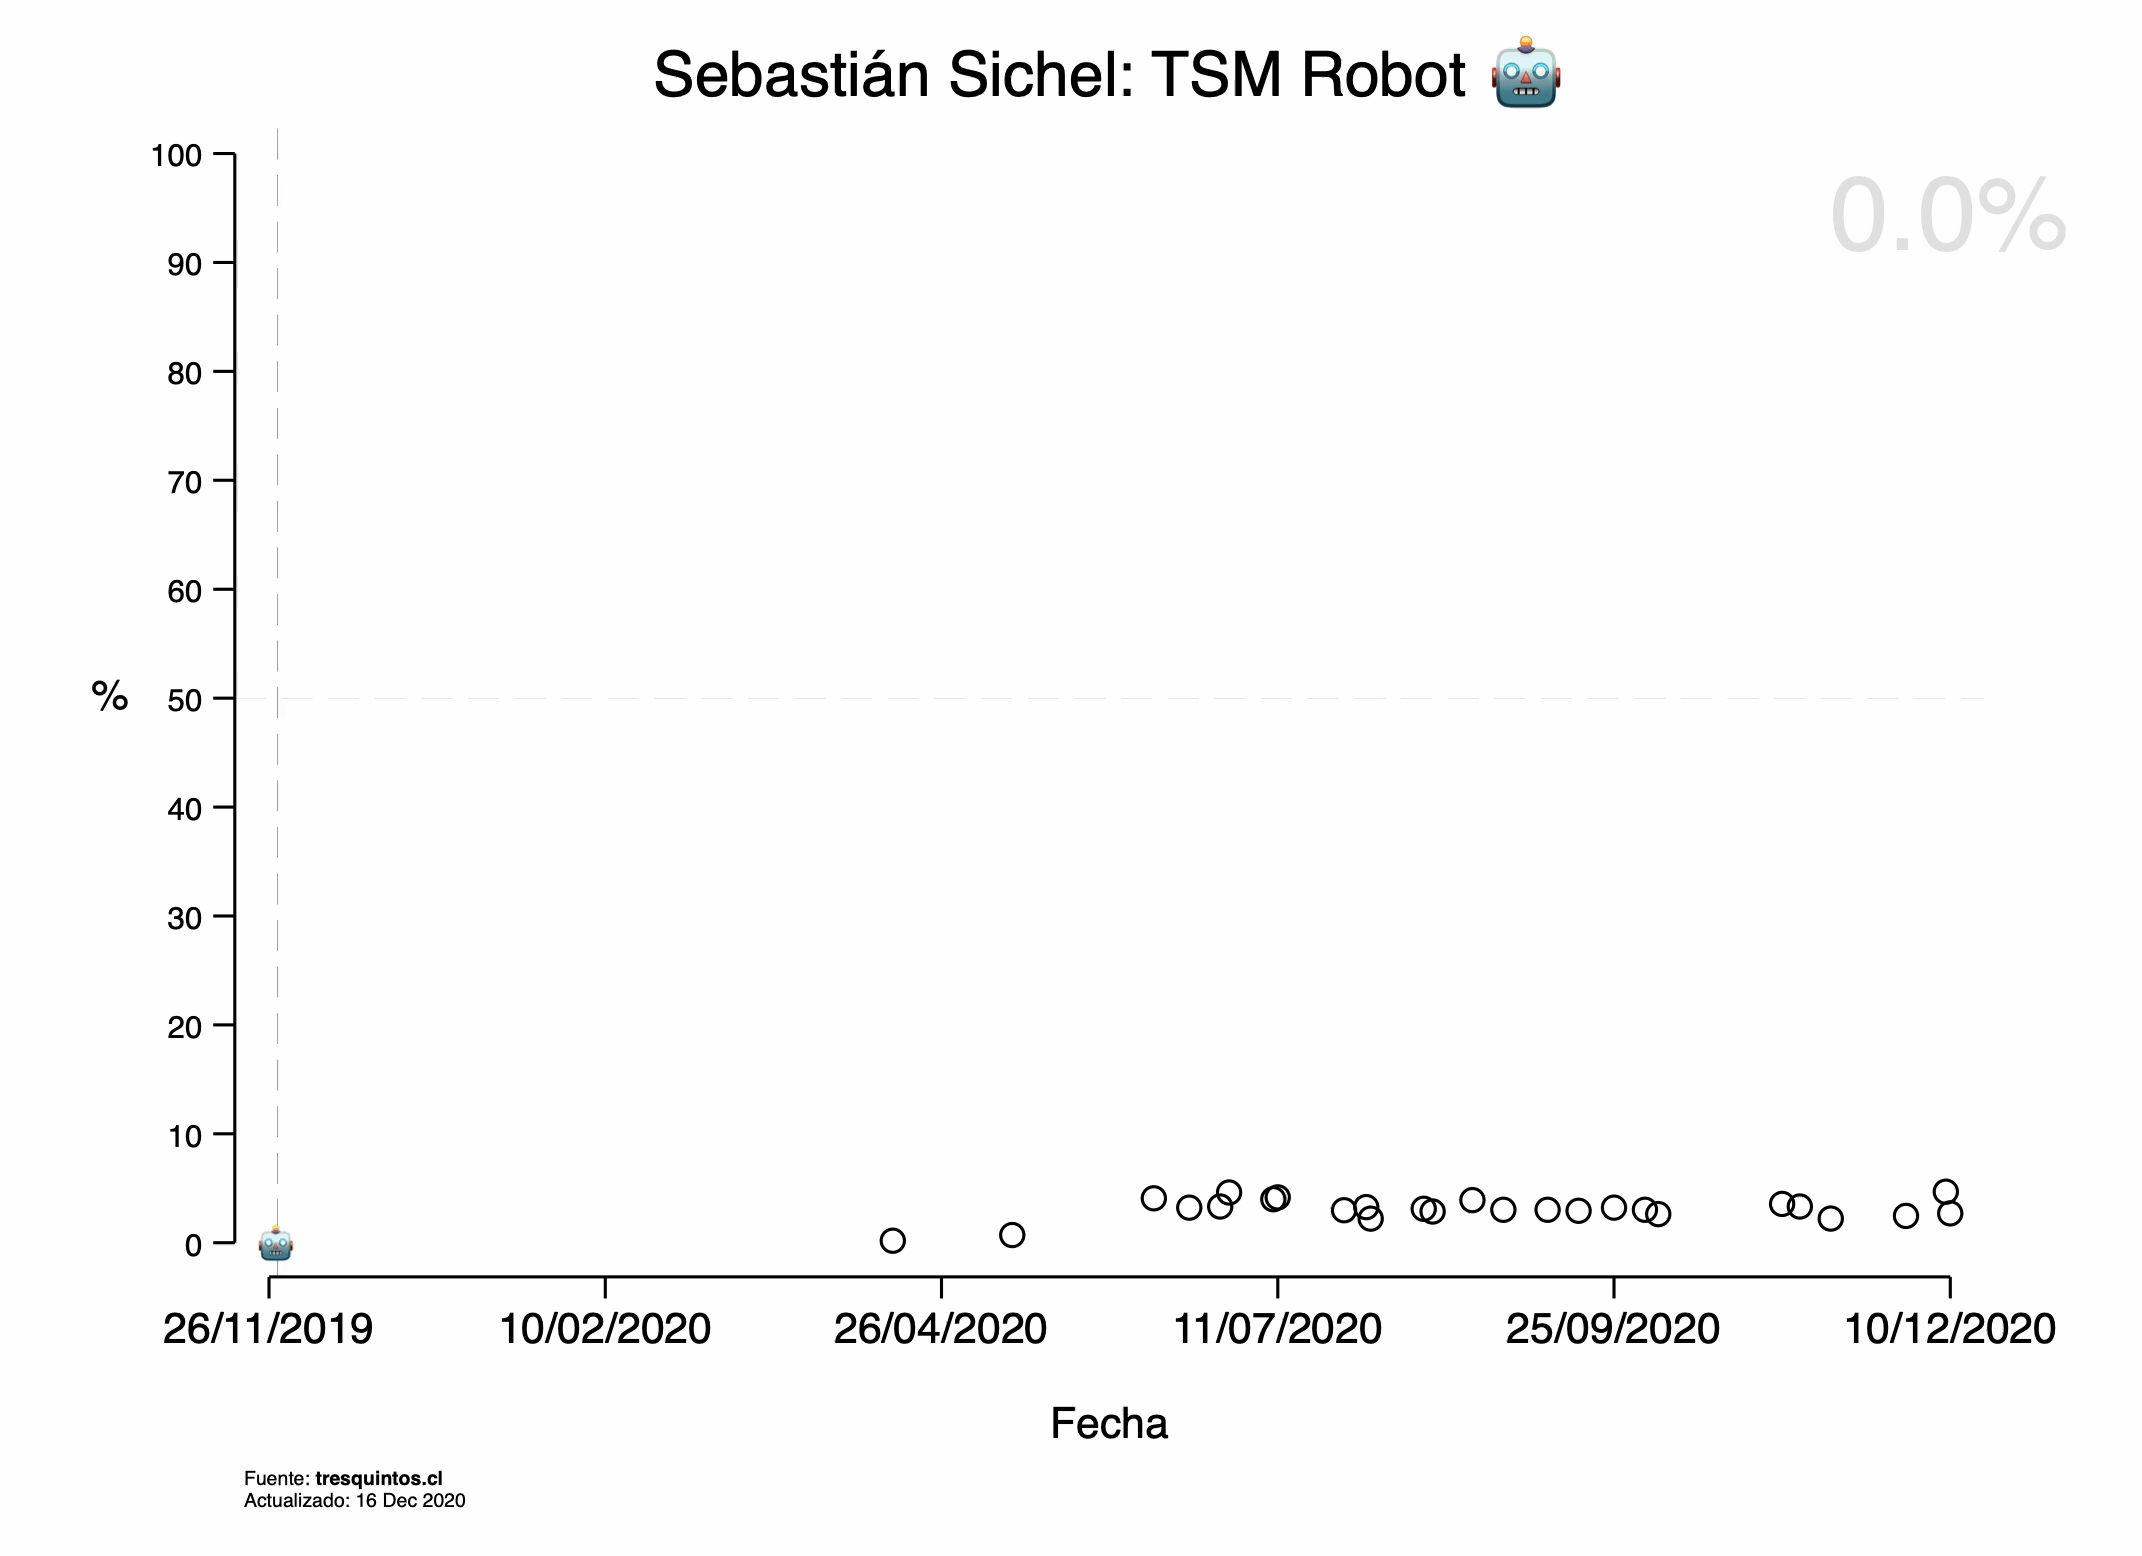 Sebastián Sichel: TSM Robot 🤖
0.0%
100
90
80
70
60
50
40
30
20
10
0
%
26/11/2019 10/02/2020 26/04/2020 11/07/2020 25/09/2020 10/12/2020
Fecha
Fuente: tresquintos.cl
Actualizado: 16 Dec 2020